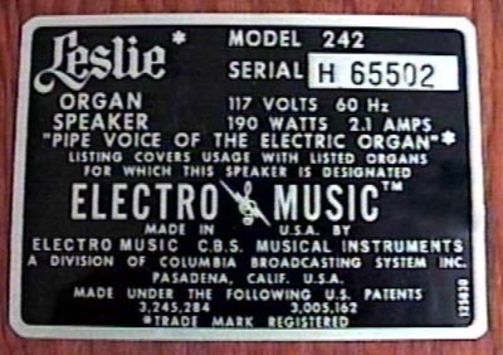 Leslie* MODEL 242
SERIAL H 65502
ORGAN 117 VOLTS 60 Hz
SPEAKER 190 WATTS 2.1 AMPS
"PIPE VOICE OF THE ELECTRIC ORGAN"*
LISTING COVERS USAGE WITH LISTED ORGANS
FOR WHICH THIS SPEAKER IS DESIGNATED
ELECTRO MUSIC™
MADE IN U.S.A. BY
ELECTRO MUSIC C.B.S. MUSICAL INSTRUMENTS
A DIVISION OF COLUMBIA BROADCASTING SYSTEM INC.
PASADENA, CALIF. U.S.A.
MADE UNDER THE FOLLOWING U.S. PATENTS
3,245,284 3,005,162
*TRADE MARK REGISTERED